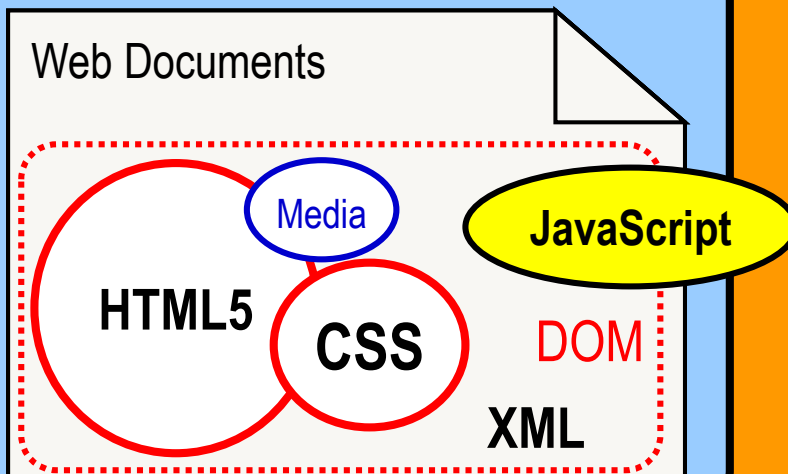 Web Documents
Media
JavaScript
HTML5
CSS
DOM
XML